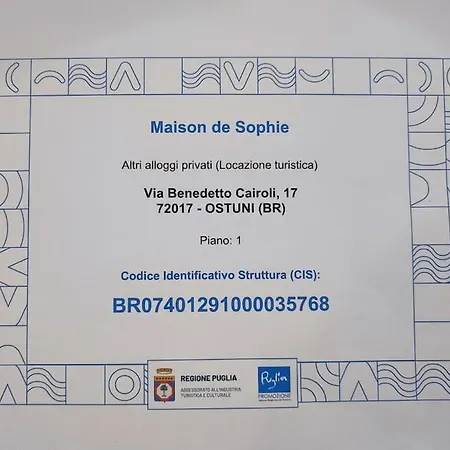 Maison de Sophie
Altri alloggi privati (Locazione turistica)
Via Benedetto Cairoli, 17
72017 - OSTUNI (BR)
Piano: 1
Codice Identificativo Struttura (CIS):
BR07401291000035768
REGIONE PUGLIA
ASSESSORATO ALL'INDUSTRIA
TURISTICA E CULTURALE
Puglia
PROMOZIONE